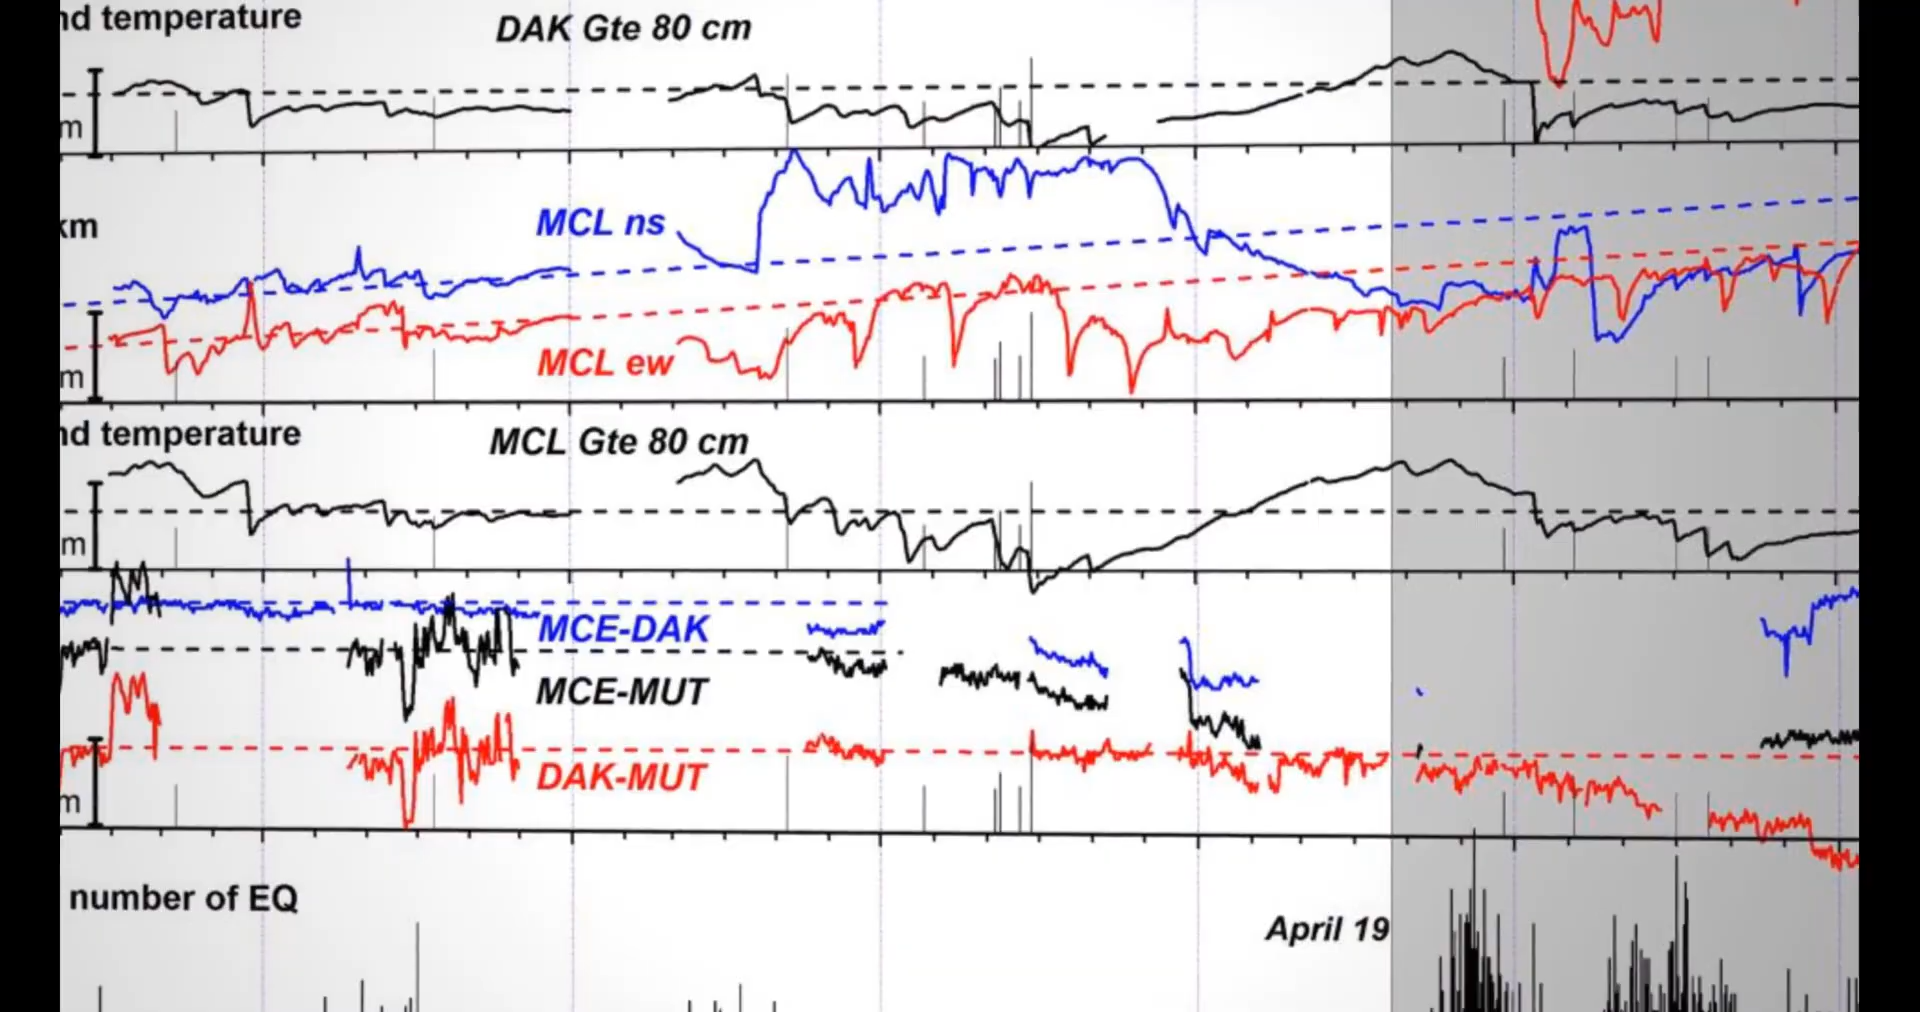 nd temperature
DAK Gte 80 cm
m
km
MCL ns
m
MCL ew
nd temperature
MCL Gte 80 cm
m
MCE-DAK
MCE-MUT
m
DAK-MUT
number of EQ
April 19